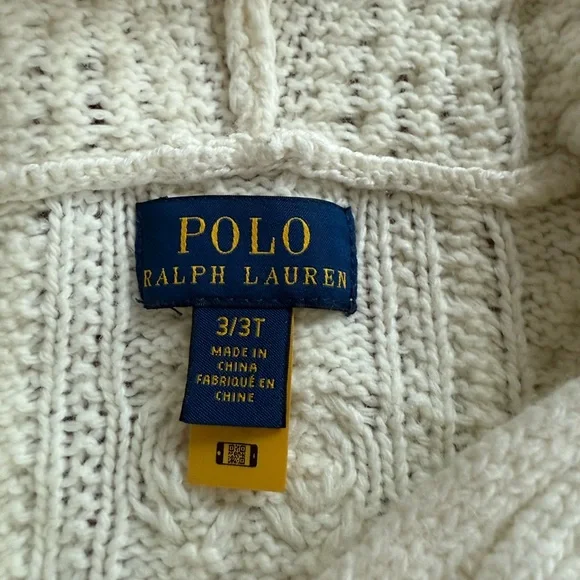 POLO
RALPH LAUREN
3/3T
MADE IN
CHINA
FABRIQUÉ EN
CHINE